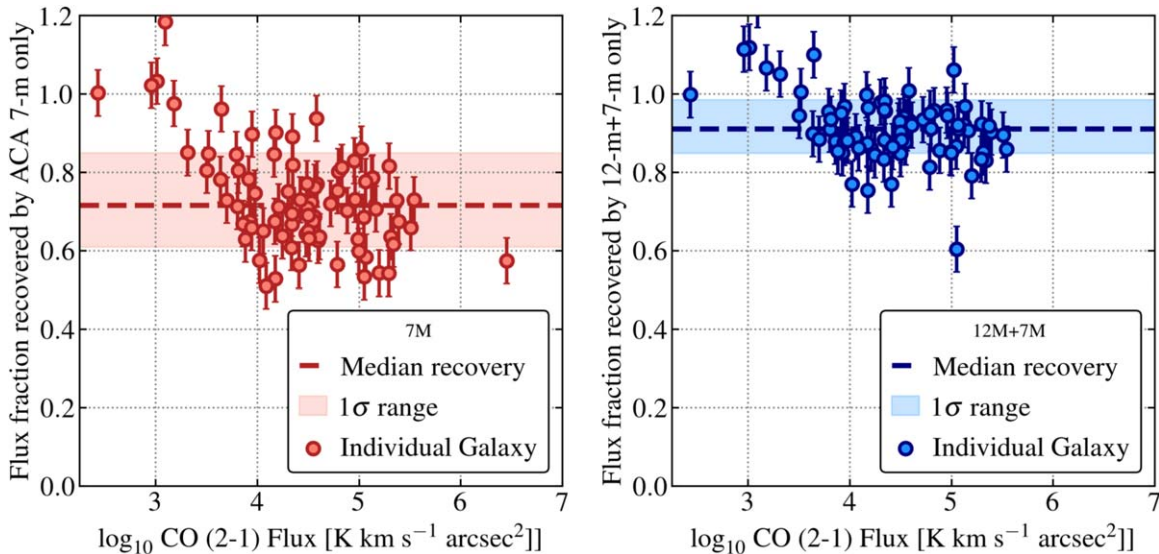 Flux fraction recovered by ACA 7-m only
1.2
1.0
0.8
0.6
0.4
0.2
0.0
3
4
5
6
7
log₁₀ CO (2-1) Flux [K km s⁻¹ arcsec²]]
7M
Median recovery
1σ range
Individual Galaxy
Flux fraction recovered by 12-m+7-m only
1.2
1.0
0.8
0.6
0.4
0.2
0.0
3
4
5
6
7
log₁₀ CO (2-1) Flux [K km s⁻¹ arcsec²]]
12M+7M
Median recovery
1σ range
Individual Galaxy